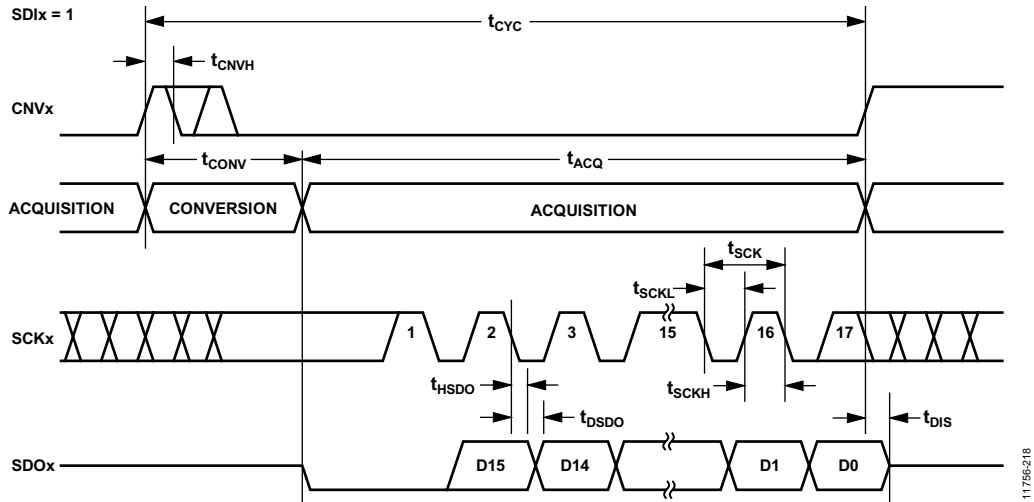 SDIx = 1
tCYC
tCNVH
CNVx
tCONV
tACQ
ACQUISITION
CONVERSION
ACQUISITION
tSCK
tSCKL
SCKx
1
2
3
15
16
17
tHSDO
tSCKH
tDSDO
tDIS
SDOx
D15
D14
D1
D0
11756-218